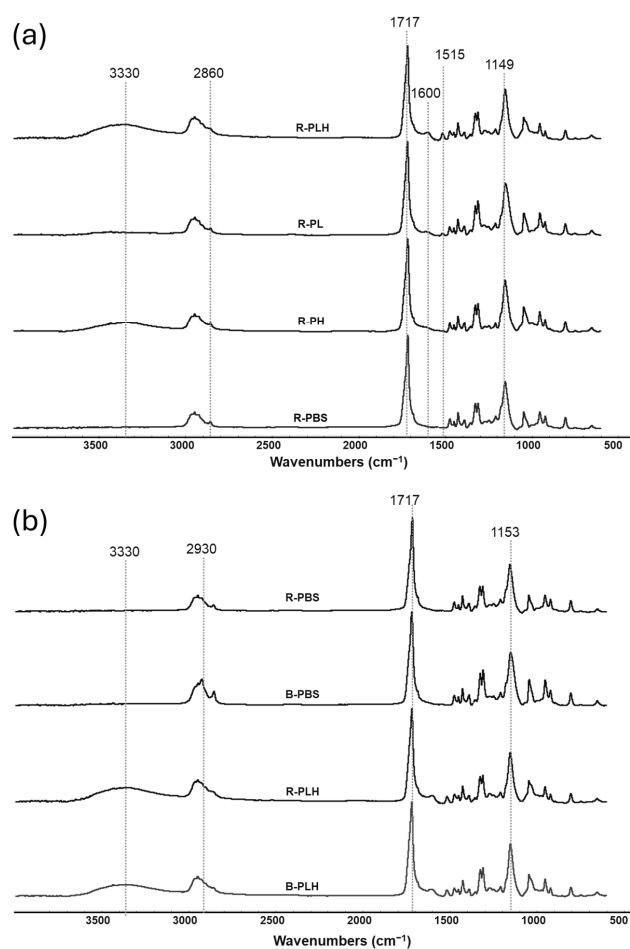 (a)
1717
3330
2860
1515
1600
1149
R-PLH
R-PL
R-PH
R-PBS
3500 3000 2500 2000 1500 1000 500
Wavenumbers (cm⁻¹)
(b)
1717
3330
2930
1153
R-PBS
B-PBS
R-PLH
B-PLH
3500 3000 2500 2000 1500 1000 500
Wavenumbers (cm⁻¹)